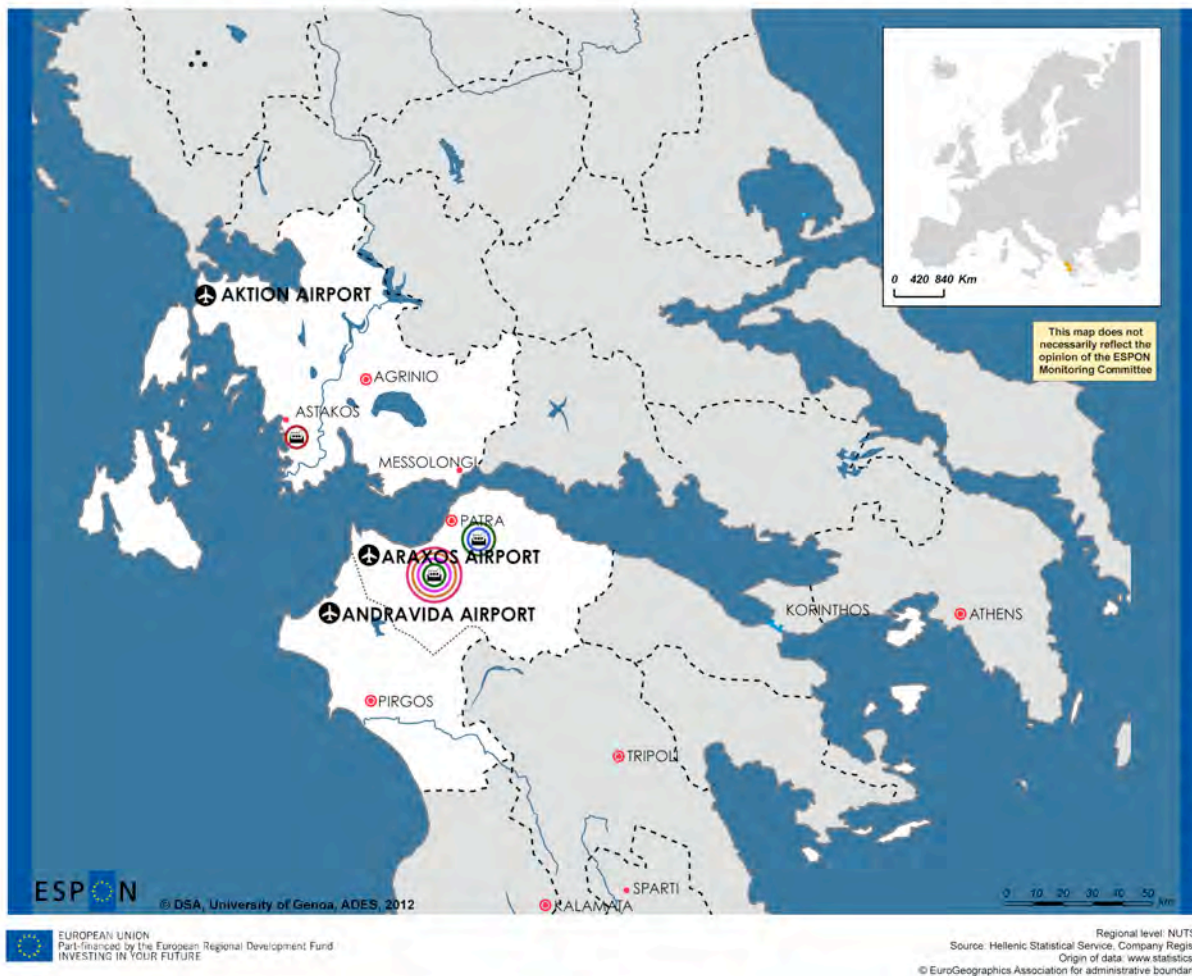 0 420 840 Km
This map does not
necessarily reflect the
opinion of the ESPON
Monitoring Committee
AKTION AIRPORT
AGRINIO
ASTAKOS
MESSOLONGI
PATRA
ARAXOS AIRPORT
ANDRAVIDA AIRPORT
KORINTHOS
ATHENS
PIRGOS
TRIPOLI
SPARTI
KALAMATA
ESPON
© DSA, University of Genoa, ADES, 2012
0 10 20 30 40 50
km
EUROPEAN UNION
Part-financed by the European Regional Development Fund
INVESTING IN YOUR FUTURE
Regional level: NUTS
Source: Hellenic Statistical Service, Company Regis
Origin of data: www.statistics
© EuroGeographics Association for administrative boundar